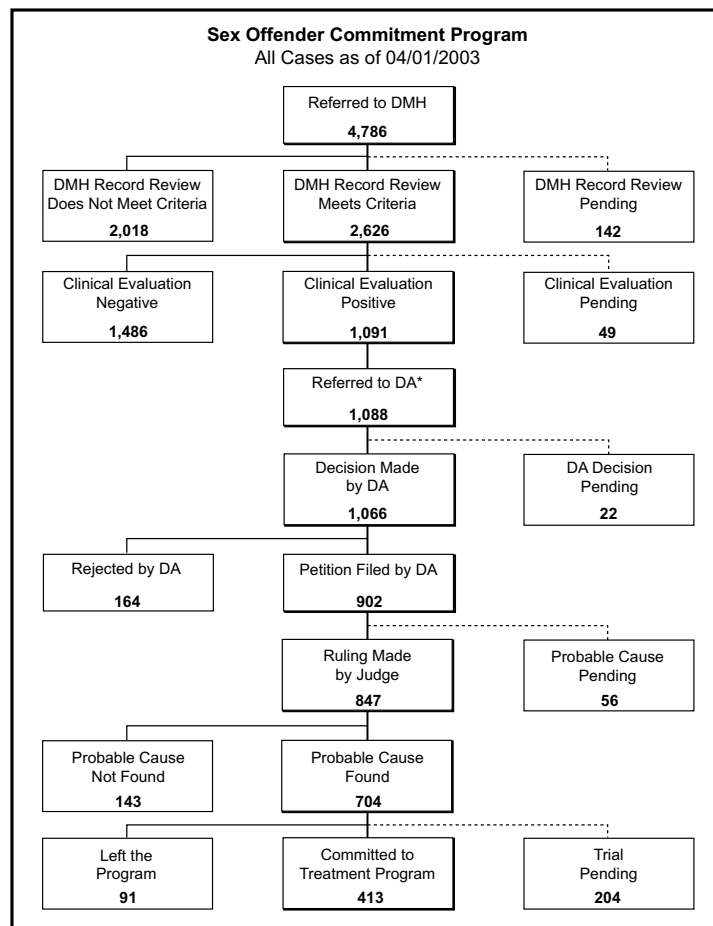 Sex Offender Commitment Program
All Cases as of 04/01/2003
Referred to DMH
4,786
DMH Record Review
Does Not Meet Criteria
2,018
DMH Record Review
Meets Criteria
2,626
DMH Record Review
Pending
142
Clinical Evaluation
Negative
1,486
Clinical Evaluation
Positive
1,091
Clinical Evaluation
Pending
49
Referred to DA*
1,088
Decision Made
by DA
1,066
DA Decision
Pending
22
Rejected by DA
164
Petition Filed by DA
902
Ruling Made
by Judge
847
Probable Cause
Pending
56
Probable Cause
Not Found
143
Probable Cause
Found
704
Left the
Program
91
Committed to
Treatment Program
413
Trial
Pending
204